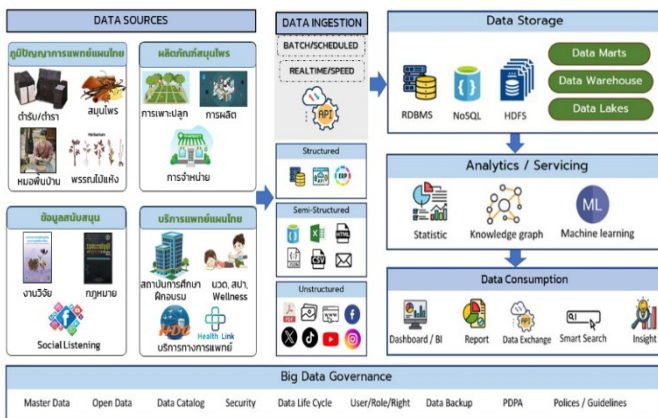 DATA SOURCES
ภูมิปัญญาการแพทย์แผนไทย
ตำรับ/ตำรา
สมุนไพร
หมอพื้นบ้าน
พรรณไม้แห้ง
ผลิตภัณฑ์สมุนไพร
การเพาะปลูก
การผลิต
การจำหน่าย
ข้อมูลสนับสนุน
งานวิจัย
กฎหมาย
Social Listening
บริการแพทย์แผนไทย
สถาบันการศึกษา
ฝึกอบรม
นวด, สปา,
Wellness
HDC
Health Link
บริการทางการแพทย์
DATA INGESTION
BATCH/SCHEDULED
REALTIME/SPEED
API
Structured
ERP
Semi-Structured
HTML
JSON
CSV
Unstructured
PDF
Data Storage
RDBMS
NoSQL
HDFS
Data Marts
Data Warehouse
Data Lakes
Analytics / Servicing
Statistic
Knowledge graph
ML
Machine learning
Data Consumption
Dashboard / BI
Report
API
Data Exchange
Smart Search
Insight
Big Data Governance
Master Data
Open Data
Data Catalog
Security
Data Life Cycle
User/Role/Right
Data Backup
PDPA
Polices / Guidelines